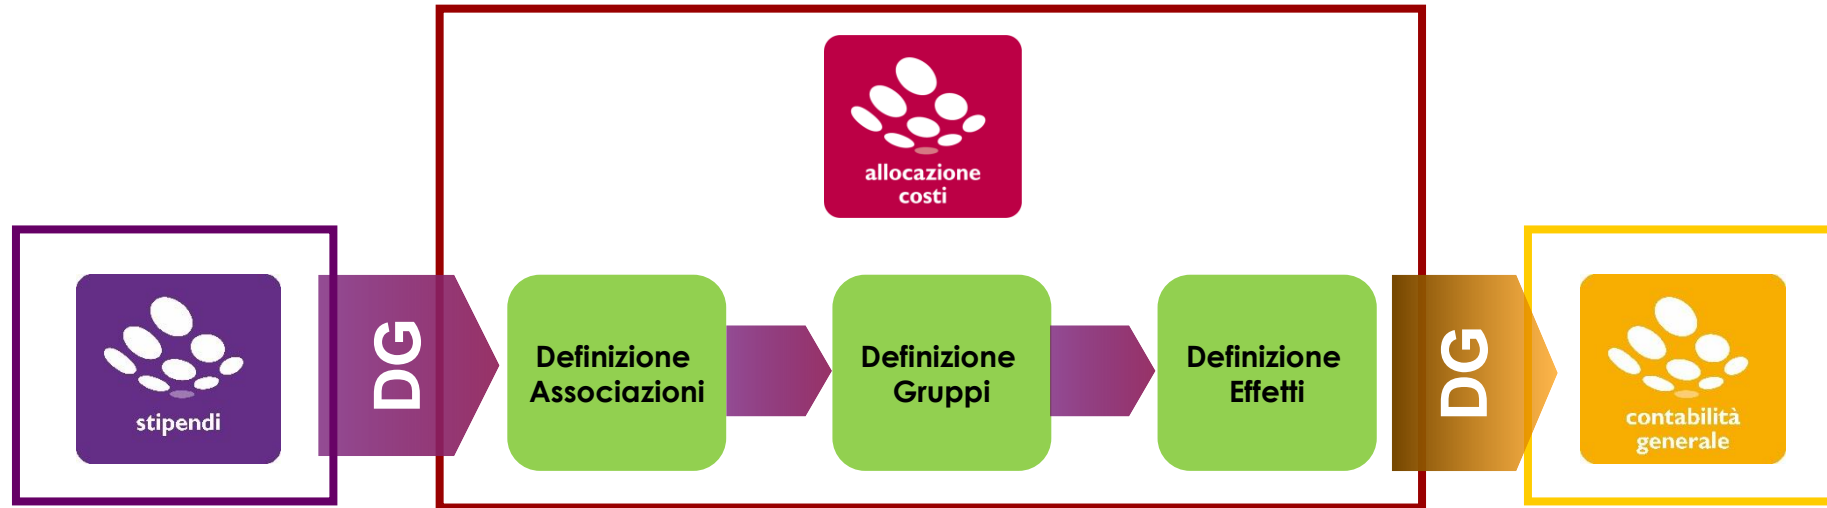 allocazione
costi
stipendi
DG
Definizione
Associazioni
Definizione
Gruppi
Definizione
Effetti
DG
contabilità
generale